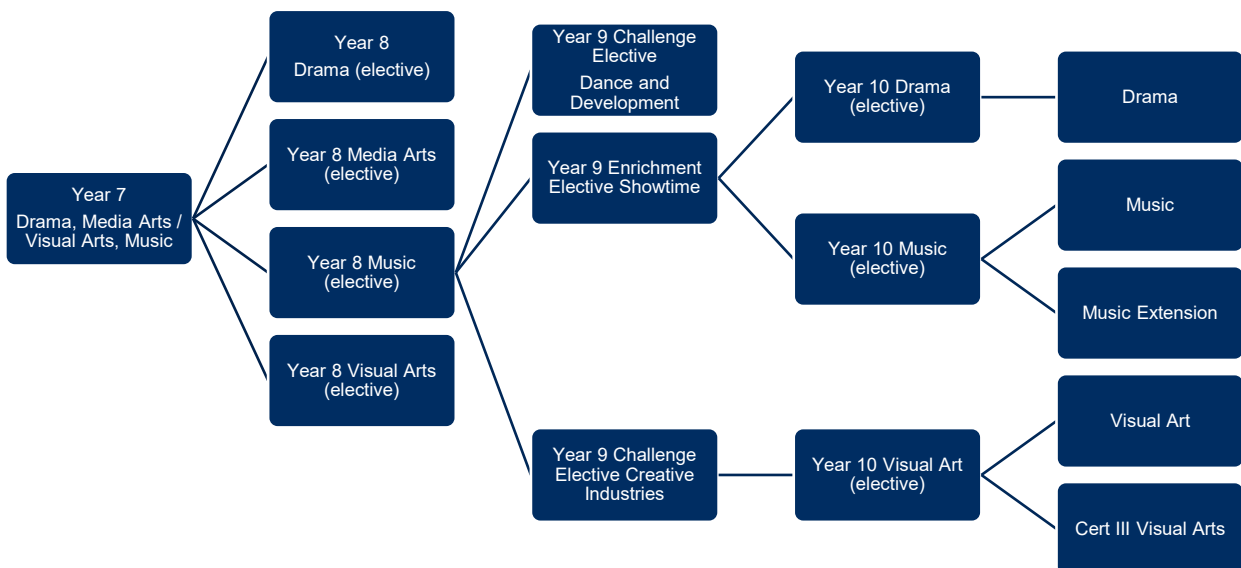 Year 7
Drama, Media Arts /
Visual Arts, Music
Year 8
Drama (elective)
Year 8 Media Arts
(elective)
Year 8 Music
(elective)
Year 8 Visual Arts
(elective)
Year 9 Challenge
Elective
Dance and
Development
Year 9 Enrichment
Elective Showtime
Year 9 Challenge
Elective Creative
Industries
Year 10 Drama
(elective)
Year 10 Music
(elective)
Year 10 Visual Art
(elective)
Drama
Music
Music Extension
Visual Art
Cert III Visual Arts